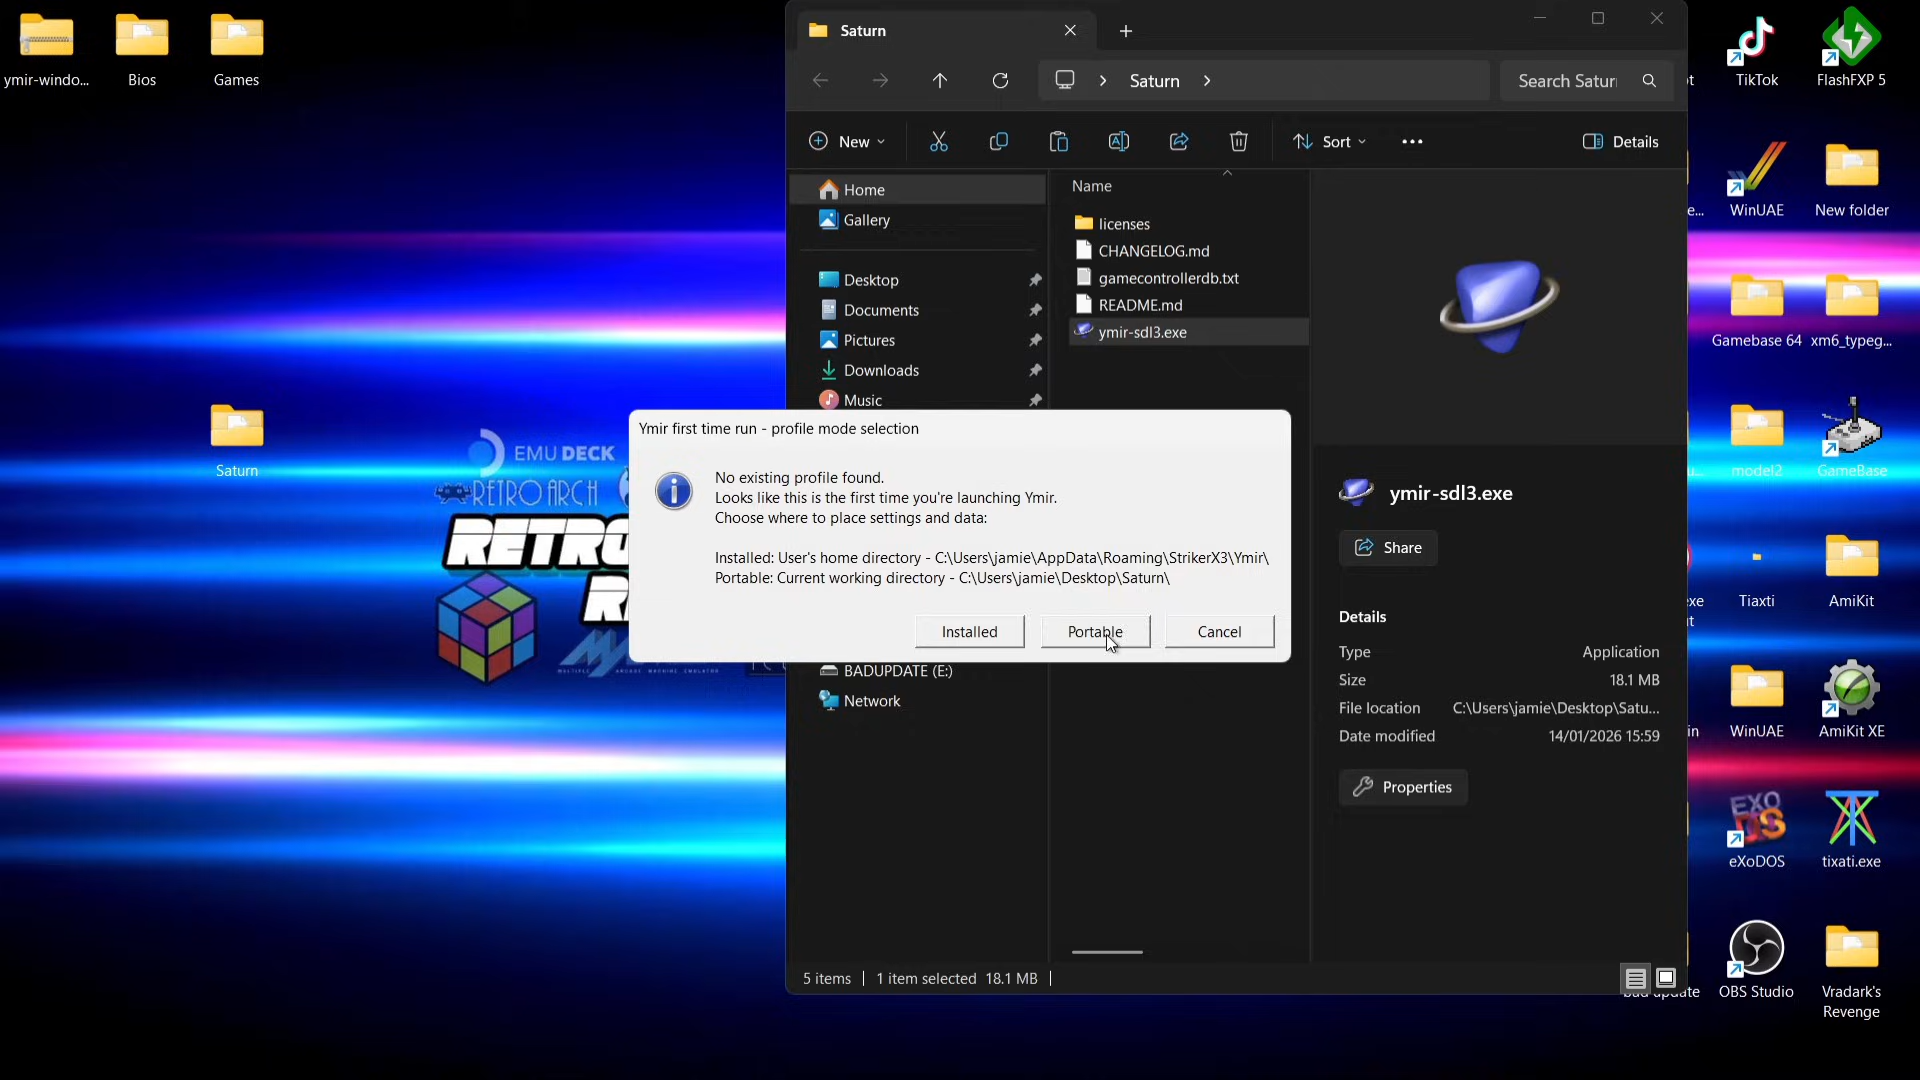 ymir-windo...
Bios
Games
Saturn
EMU DECK
RETRO ARCH
RETRO
R
Saturn
Saturn
Search Satur
New
Sort
Details
Home
Gallery
Desktop
Documents
Pictures
Downloads
Music
BADUPDATE (E:)
Network
Name
licenses
CHANGELOG.md
gamecontrollerdb.txt
README.md
ymir-sdl3.exe
Ymir first time run - profile mode selection
No existing profile found.
Looks like this is the first time you're launching Ymir.
Choose where to place settings and data:
Installed: User's home directory - C:\Users\jamie\AppData\Roaming\StrikerX3\Ymir\
Portable: Current working directory - C:\Users\jamie\Desktop\Saturn\
Installed
Portable
Cancel
ymir-sdl3.exe
Share
Details
Type Application
Size 18.1 MB
File location C:\Users\jamie\Desktop\Satu...
Date modified 14/01/2026 15:59
Properties
5 items
1 item selected 18.1 MB
TikTok
FlashFXP 5
WinUAE
New folder
Gamebase 64
xm6_typeg...
model2
GameBase
Tiaxti
AmiKit
WinUAE
AmiKit XE
EXO
DOS
eXoDOS
tixati.exe
OBS Studio
Vradark's
Revenge